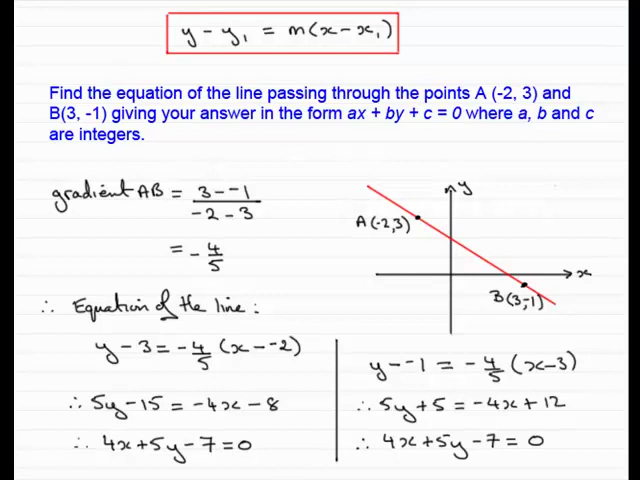 y - y₁ = m(x - x₁)
Find the equation of the line passing through the points A (-2, 3) and
B(3, -1) giving your answer in the form ax + by + c = 0 where a, b and c
are integers.
gradient AB = 3 - -1 / -2 - 3
= - 4/5
y
A(-2,3)
x
B(3,-1)
∴ Equation of the line:
y - 3 = - 4/5 (x - -2)
∴ 5y - 15 = -4x - 8
∴ 4x + 5y - 7 = 0
y - -1 = - 4/5 (x - 3)
∴ 5y + 5 = -4x + 12
∴ 4x + 5y - 7 = 0